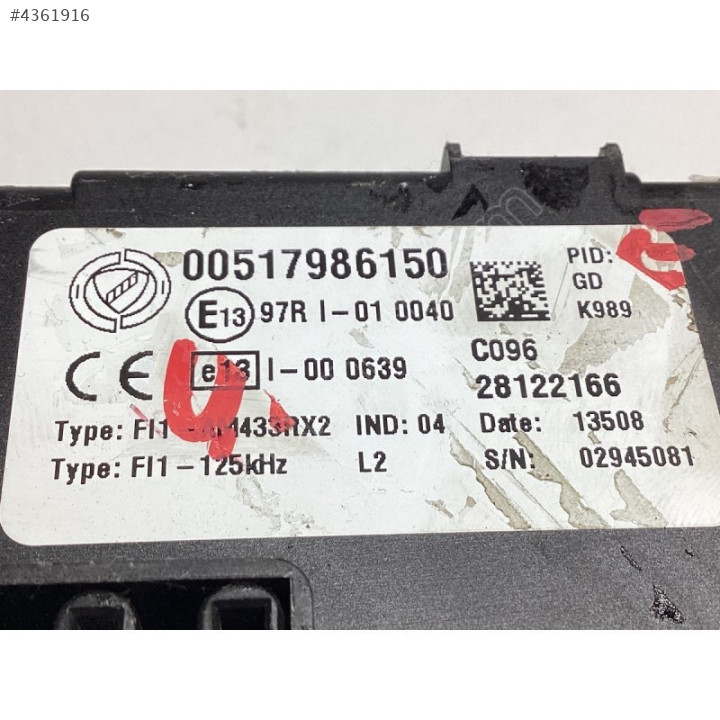 #4361916
00517986150
E13 97R I-01 0040
PID:
GD
K989
CE e13 I-00 0639
C096
28122166
Type: FI1 433RX2 IND: 04 Date: 13508
Type: FI1-125kHz L2 S/N: 02945081